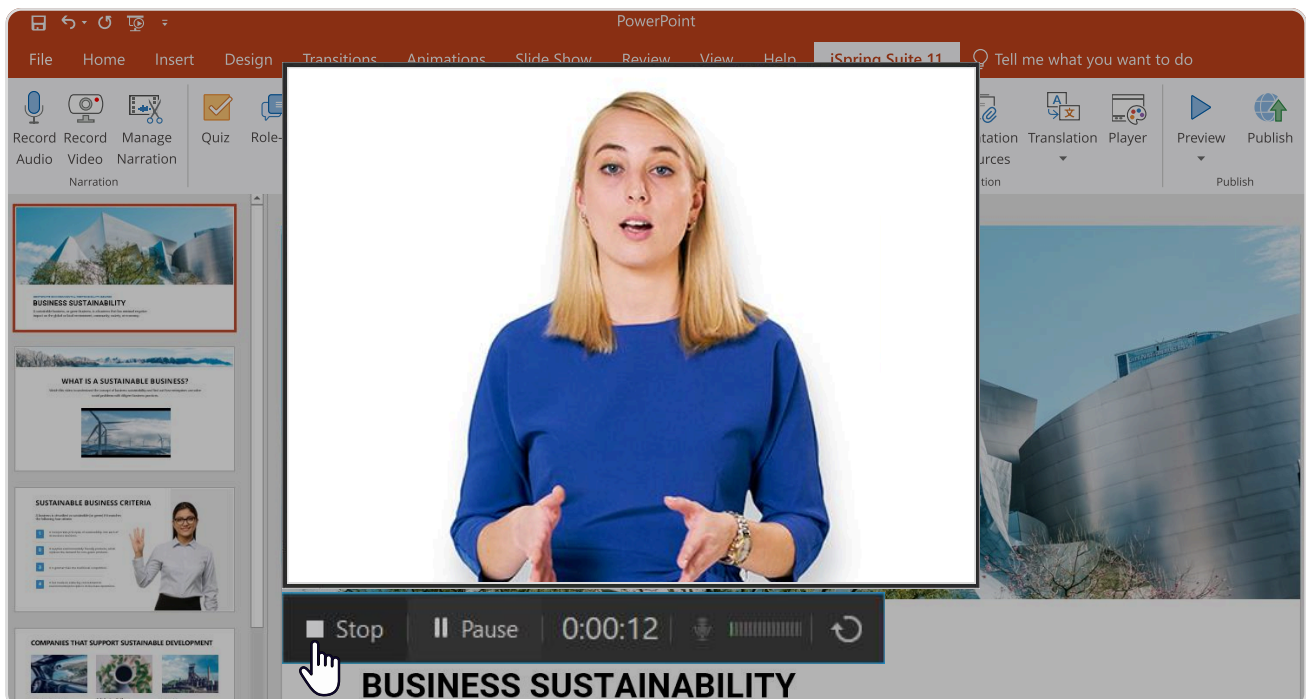 PowerPoint
File Home Insert Design Transitions Animations Slide Show Review View Help iSpring Suite 11 Tell me what you want to do
Record Audio
Record Video
Manage Narration
Quiz
Role-
tation
urces
Translation
Player
Preview
Publish
Narration
tion
Publish
BUSINESS SUSTAINABILITY
WHAT IS A SUSTAINABLE BUSINESS?
SUSTAINABLE BUSINESS CRITERIA
COMPANIES THAT SUPPORT SUSTAINABLE DEVELOPMENT
Stop Pause 0:00:12
BUSINESS SUSTAINABILITY